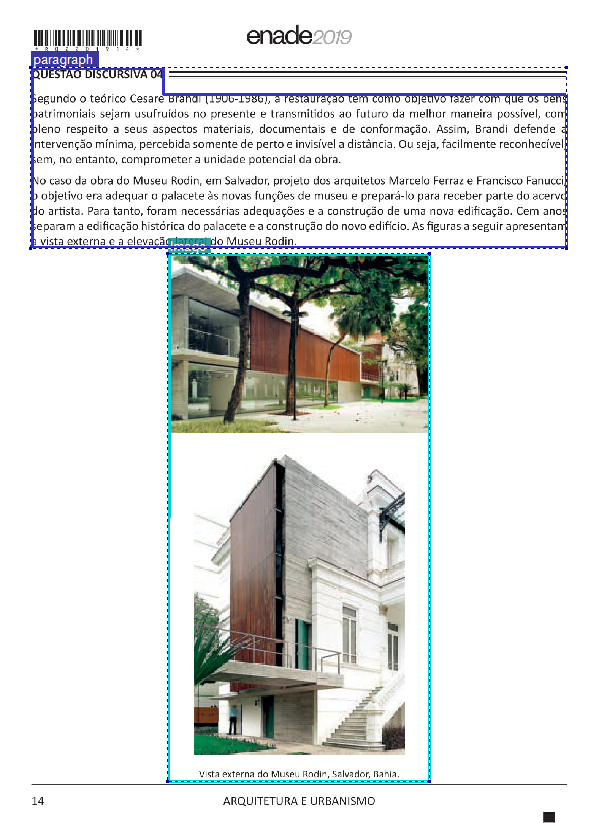 enade2019
paragraph
QUESTÃO DISCURSIVA 04
Segundo o teórico Cesare Brandi (1906-1986), a restauração tem como objetivo fazer com que os bens
patrimoniais sejam usufruídos no presente e transmitidos ao futuro da melhor maneira possível, com
pleno respeito a seus aspectos materiais, documentais e de conformação. Assim, Brandi defende a
intervenção mínima, percebida somente de perto e invisível a distância. Ou seja, facilmente reconhecível,
sem, no entanto, comprometer a unidade potencial da obra.
No caso da obra do Museu Rodin, em Salvador, projeto dos arquitetos Marcelo Ferraz e Francisco Fanucci,
o objetivo era adequar o palacete às novas funções de museu e prepará-lo para receber parte do acervo
do artista. Para tanto, foram necessárias adequações e a construção de uma nova edificação. Cem anos
separam a edificação histórica do palacete e a construção do novo edifício. As figuras a seguir apresentam
a vista externa e a elevação do Museu Rodin.
Vista externa do Museu Rodin, Salvador, Bahia.
14 ARQUITETURA E URBANISMO